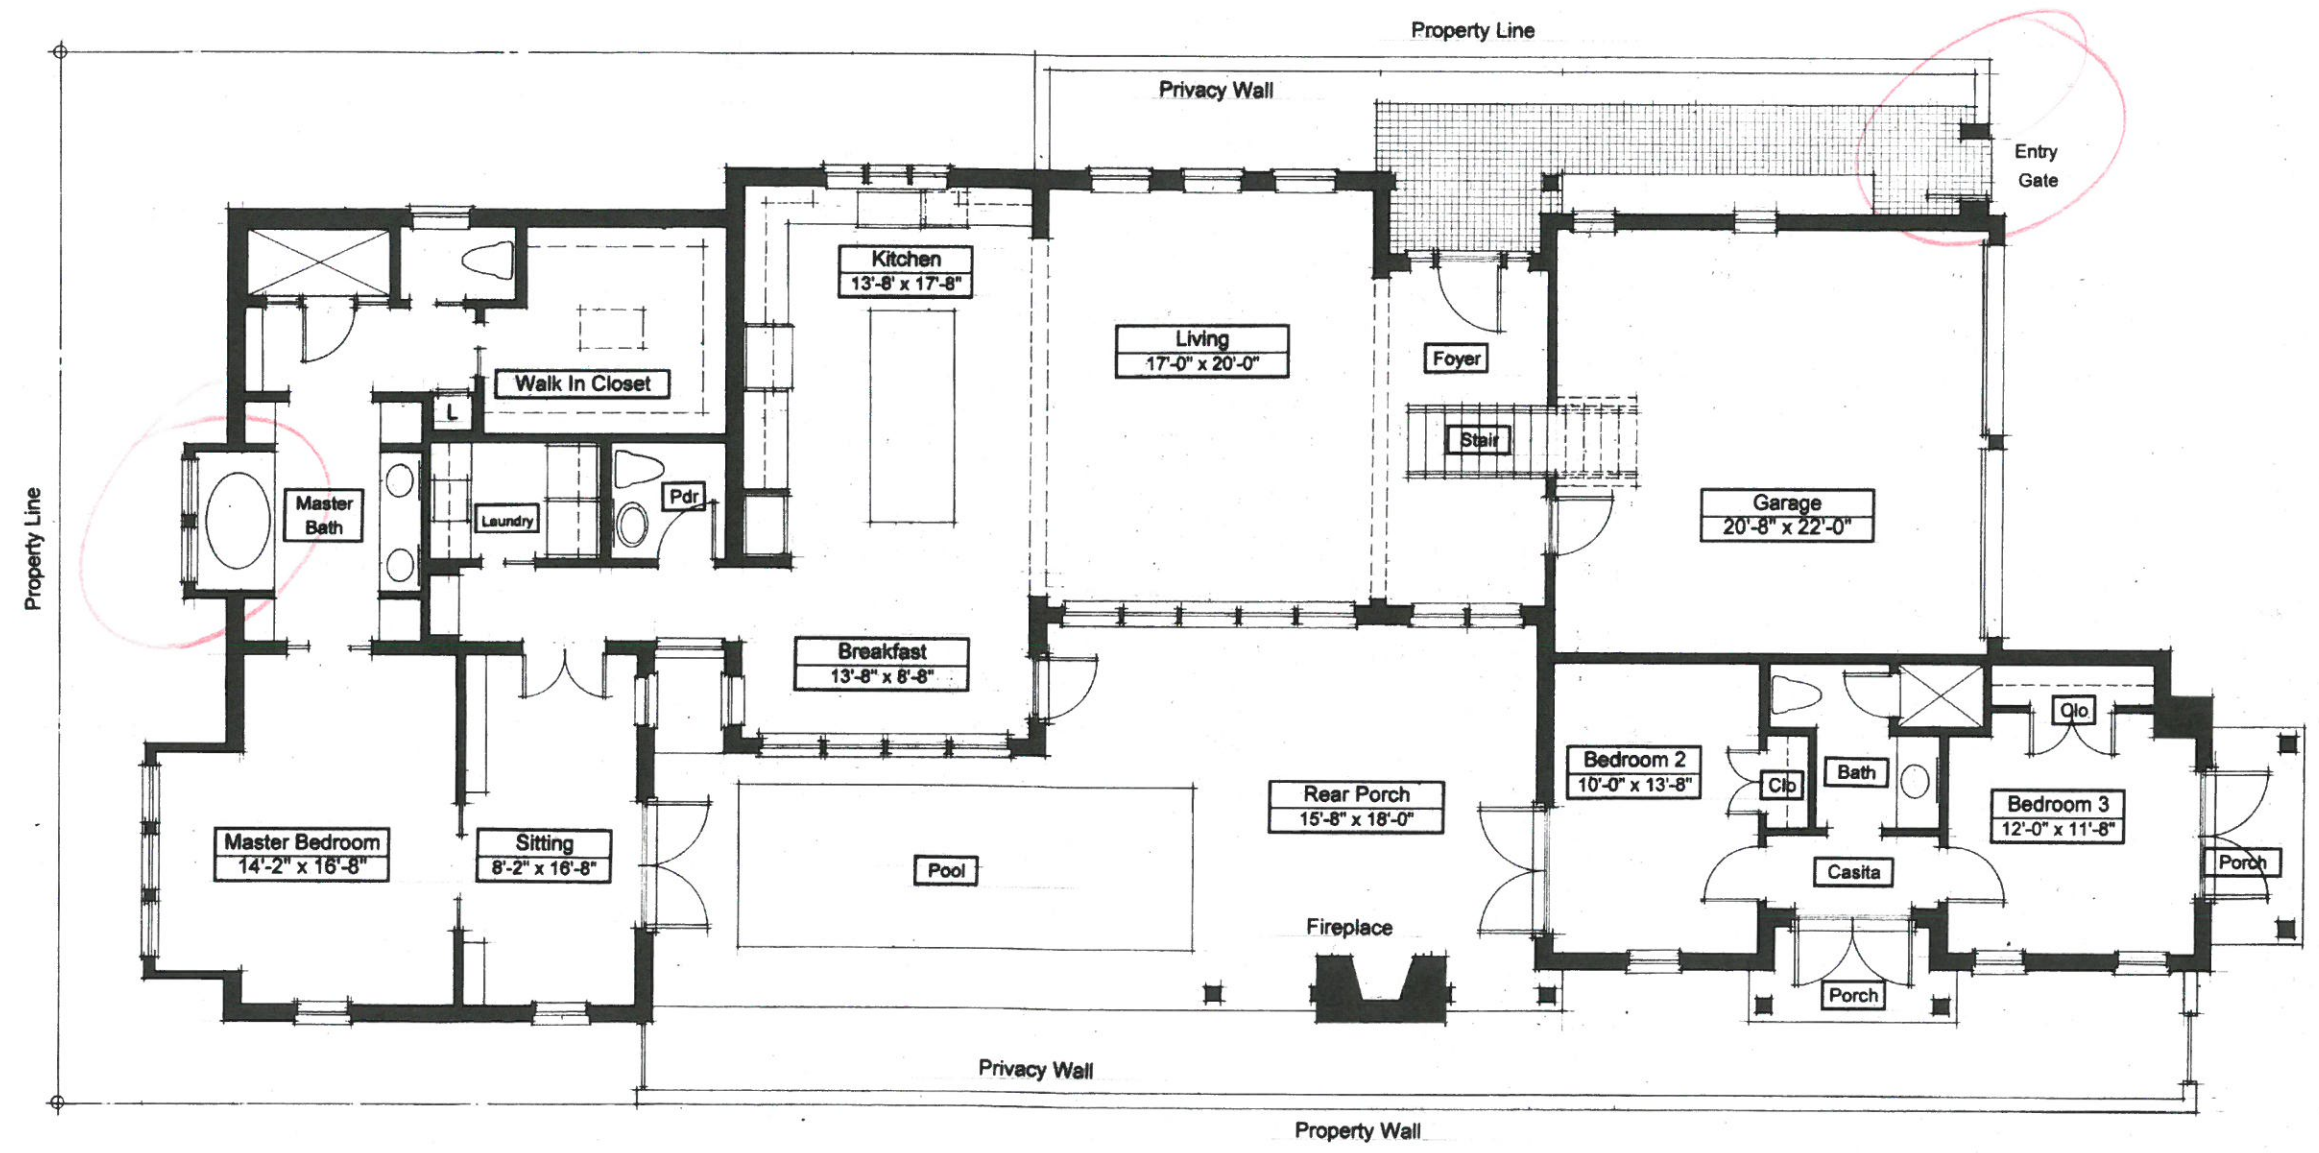 Property Line
Privacy Wall
Entry
Gate
Kitchen
13'-8' x 17'-8"
Living
17'-0" x 20'-0"
Foyer
Walk In Closet
L
Stair
Master
Bath
Laundry
Pdr
Garage
20'-8" x 22'-0"
Property Line
Breakfast
13'-8" x 8'-8"
Clo
Bedroom 2
10'-0" x 13'-8"
Clo
Bath
Bedroom 3
12'-0" x 11'-8"
Rear Porch
15'-8" x 18'-0"
Master Bedroom
14'-2" x 16'-8"
Sitting
8'-2" x 16'-8"
Pool
Casita
Porch
Fireplace
Porch
Privacy Wall
Property Wall